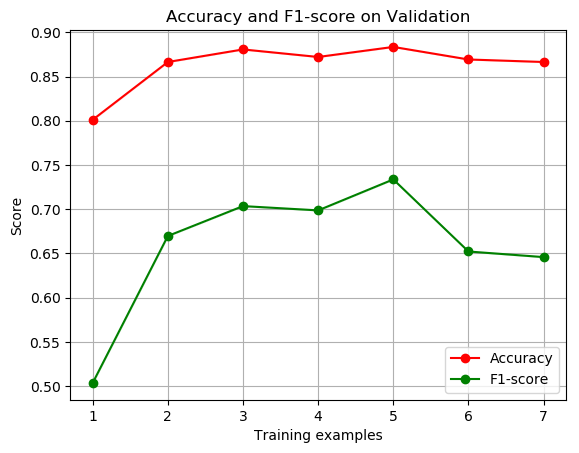 Accuracy and F1-score on Validation
0.90
0.85
0.80
0.75
0.70
0.65
0.60
0.55
0.50
Score
1 2 3 4 5 6 7
Training examples
Accuracy
F1-score